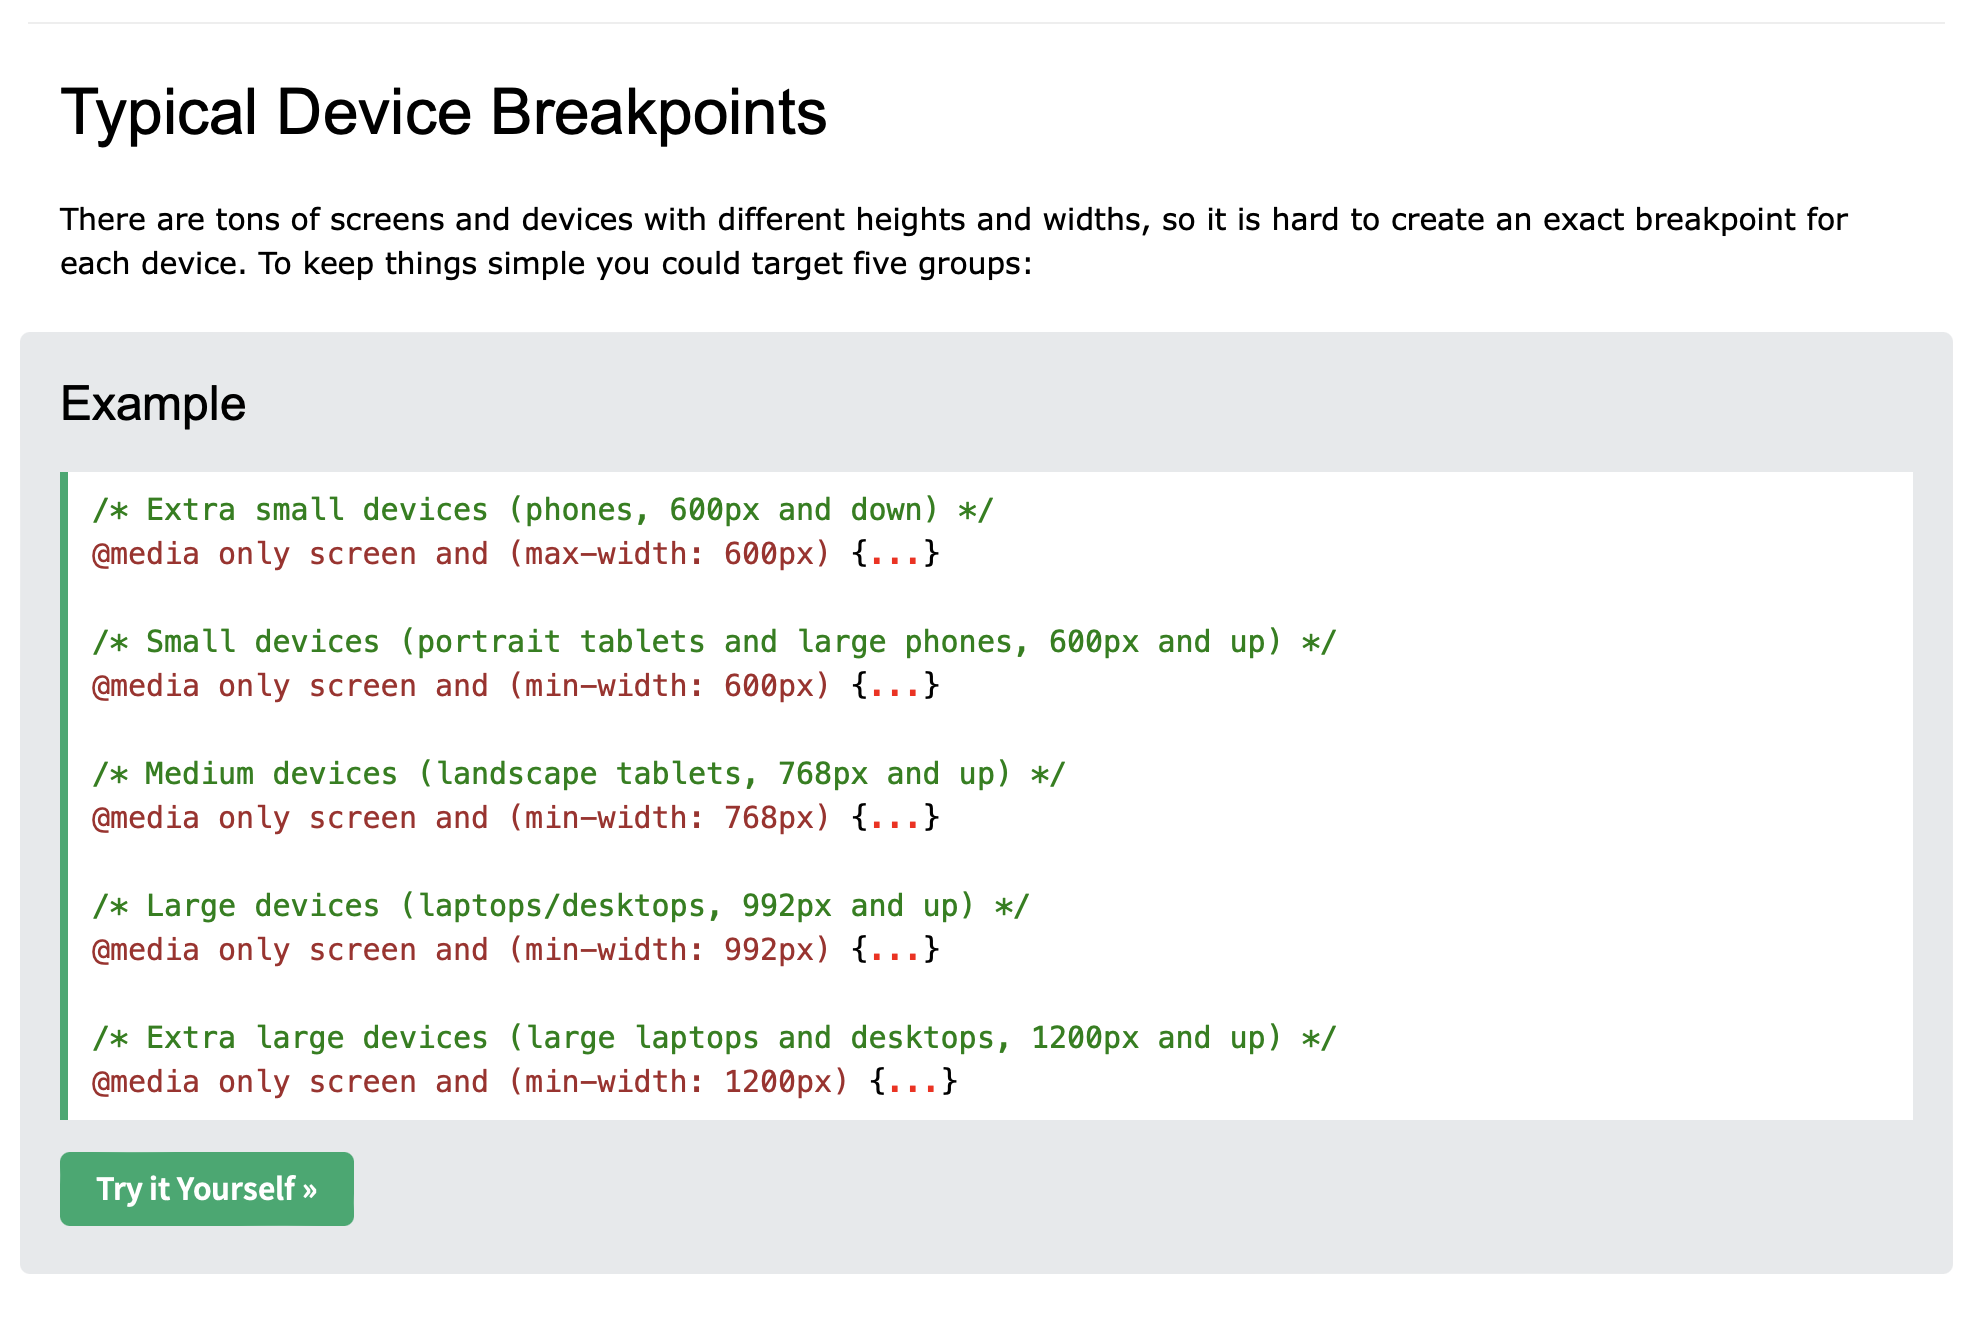 Typical Device Breakpoints
There are tons of screens and devices with different heights and widths, so it is hard to create an exact breakpoint for
each device. To keep things simple you could target five groups:
Example
/* Extra small devices (phones, 600px and down) */
@media only screen and (max-width: 600px) {...}
/* Small devices (portrait tablets and large phones, 600px and up) */
@media only screen and (min-width: 600px) {...}
/* Medium devices (landscape tablets, 768px and up) */
@media only screen and (min-width: 768px) {...}
/* Large devices (laptops/desktops, 992px and up) */
@media only screen and (min-width: 992px) {...}
/* Extra large devices (large laptops and desktops, 1200px and up) */
@media only screen and (min-width: 1200px) {...}
Try it Yourself »